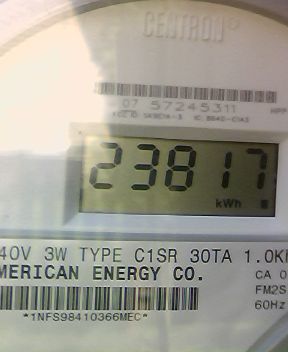 CENTRON®
07 57245311
23817
kWh
40V 3W TYPE C1SR 30TA 1.0K
MERICAN ENERGY CO. CA 0
FM2S
60Hz
*1NFS98410366MEC*